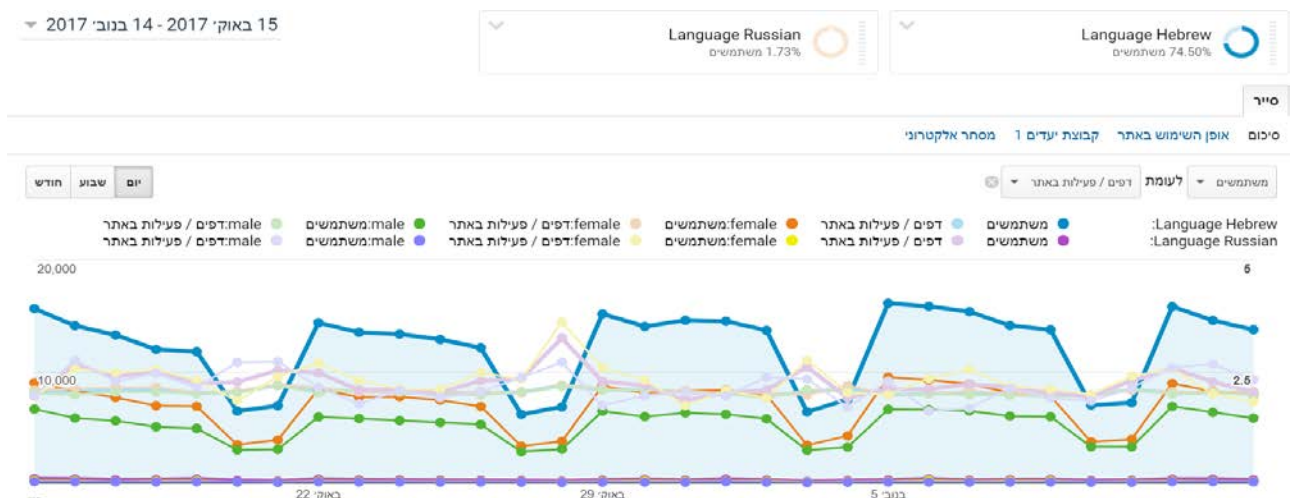 15 באוק׳ 2017 - 14 בנוב׳ 2017
Language Hebrew
74.50% משתמשים
Language Russian
1.73% משתמשים
סייר
סיכום אופן השימוש באתר קבוצת יעדים 1 מסחר אלקטרוני
משתמשים לעומת דפים / פעילות באתר
יום שבוע חודש
Language Hebrew: משתמשים דפים / פעילות באתר female:משתמשים female:דפים / פעילות באתר male:משתמשים male:דפים / פעילות באתר
Language Russian: משתמשים דפים / פעילות באתר female:משתמשים female:דפים / פעילות באתר male:משתמשים male:דפים / פעילות באתר
20,000
10,000
2.5
באוק׳ 22
באוק׳ 29
בנוב׳ 5